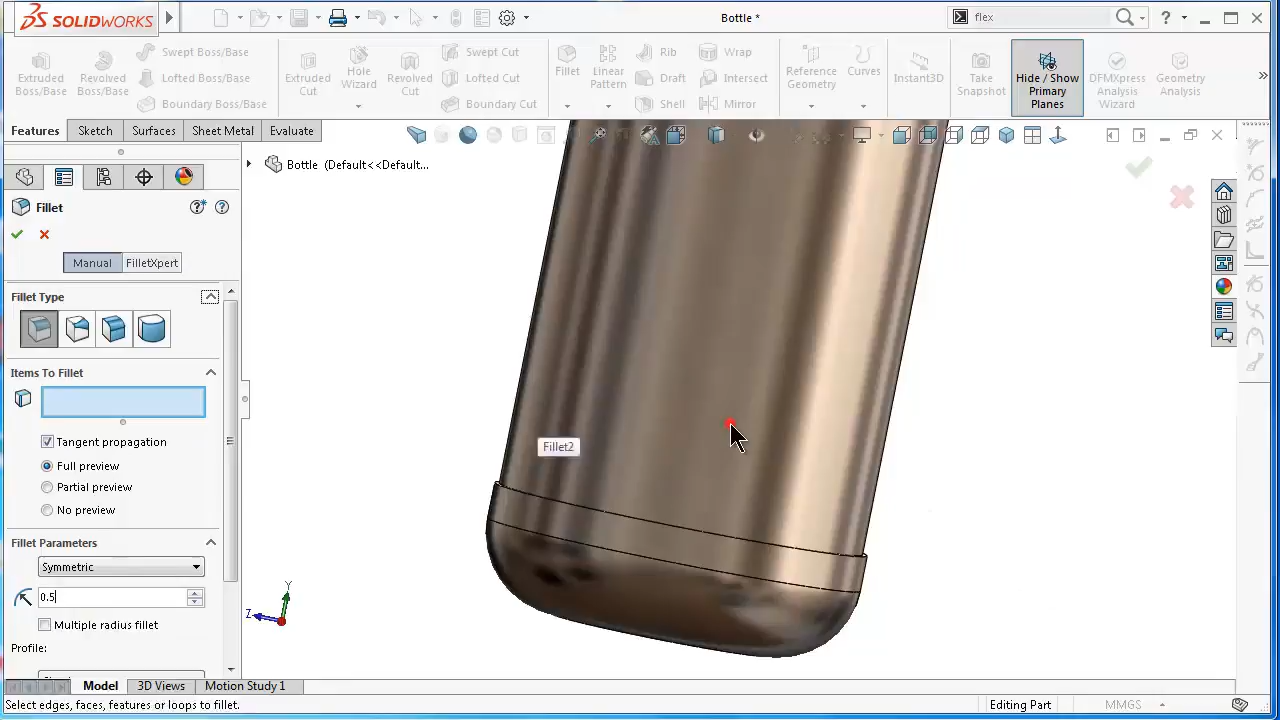 SOLIDWORKS
Bottle *
flex
Extruded Boss/Base
Revolved Boss/Base
Swept Boss/Base
Lofted Boss/Base
Boundary Boss/Base
Extruded Cut
Hole Wizard
Revolved Cut
Swept Cut
Lofted Cut
Boundary Cut
Fillet
Linear Pattern
Rib
Draft
Shell
Wrap
Intersect
Mirror
Reference Geometry
Curves
Instant3D
Take Snapshot
Hide / Show Primary Planes
DFMXpress Analysis Wizard
Geometry Analysis
Features
Sketch
Surfaces
Sheet Metal
Evaluate
Bottle (Default<<Default...
Fillet
Manual
FilletXpert
Fillet Type
Items To Fillet
Tangent propagation
Full preview
Partial preview
No preview
Fillet Parameters
Symmetric
0.5
Multiple radius fillet
Profile:
Fillet2
Y
Z
Model
3D Views
Motion Study 1
Select edges, faces, features or loops to fillet.
Editing Part
MMGS